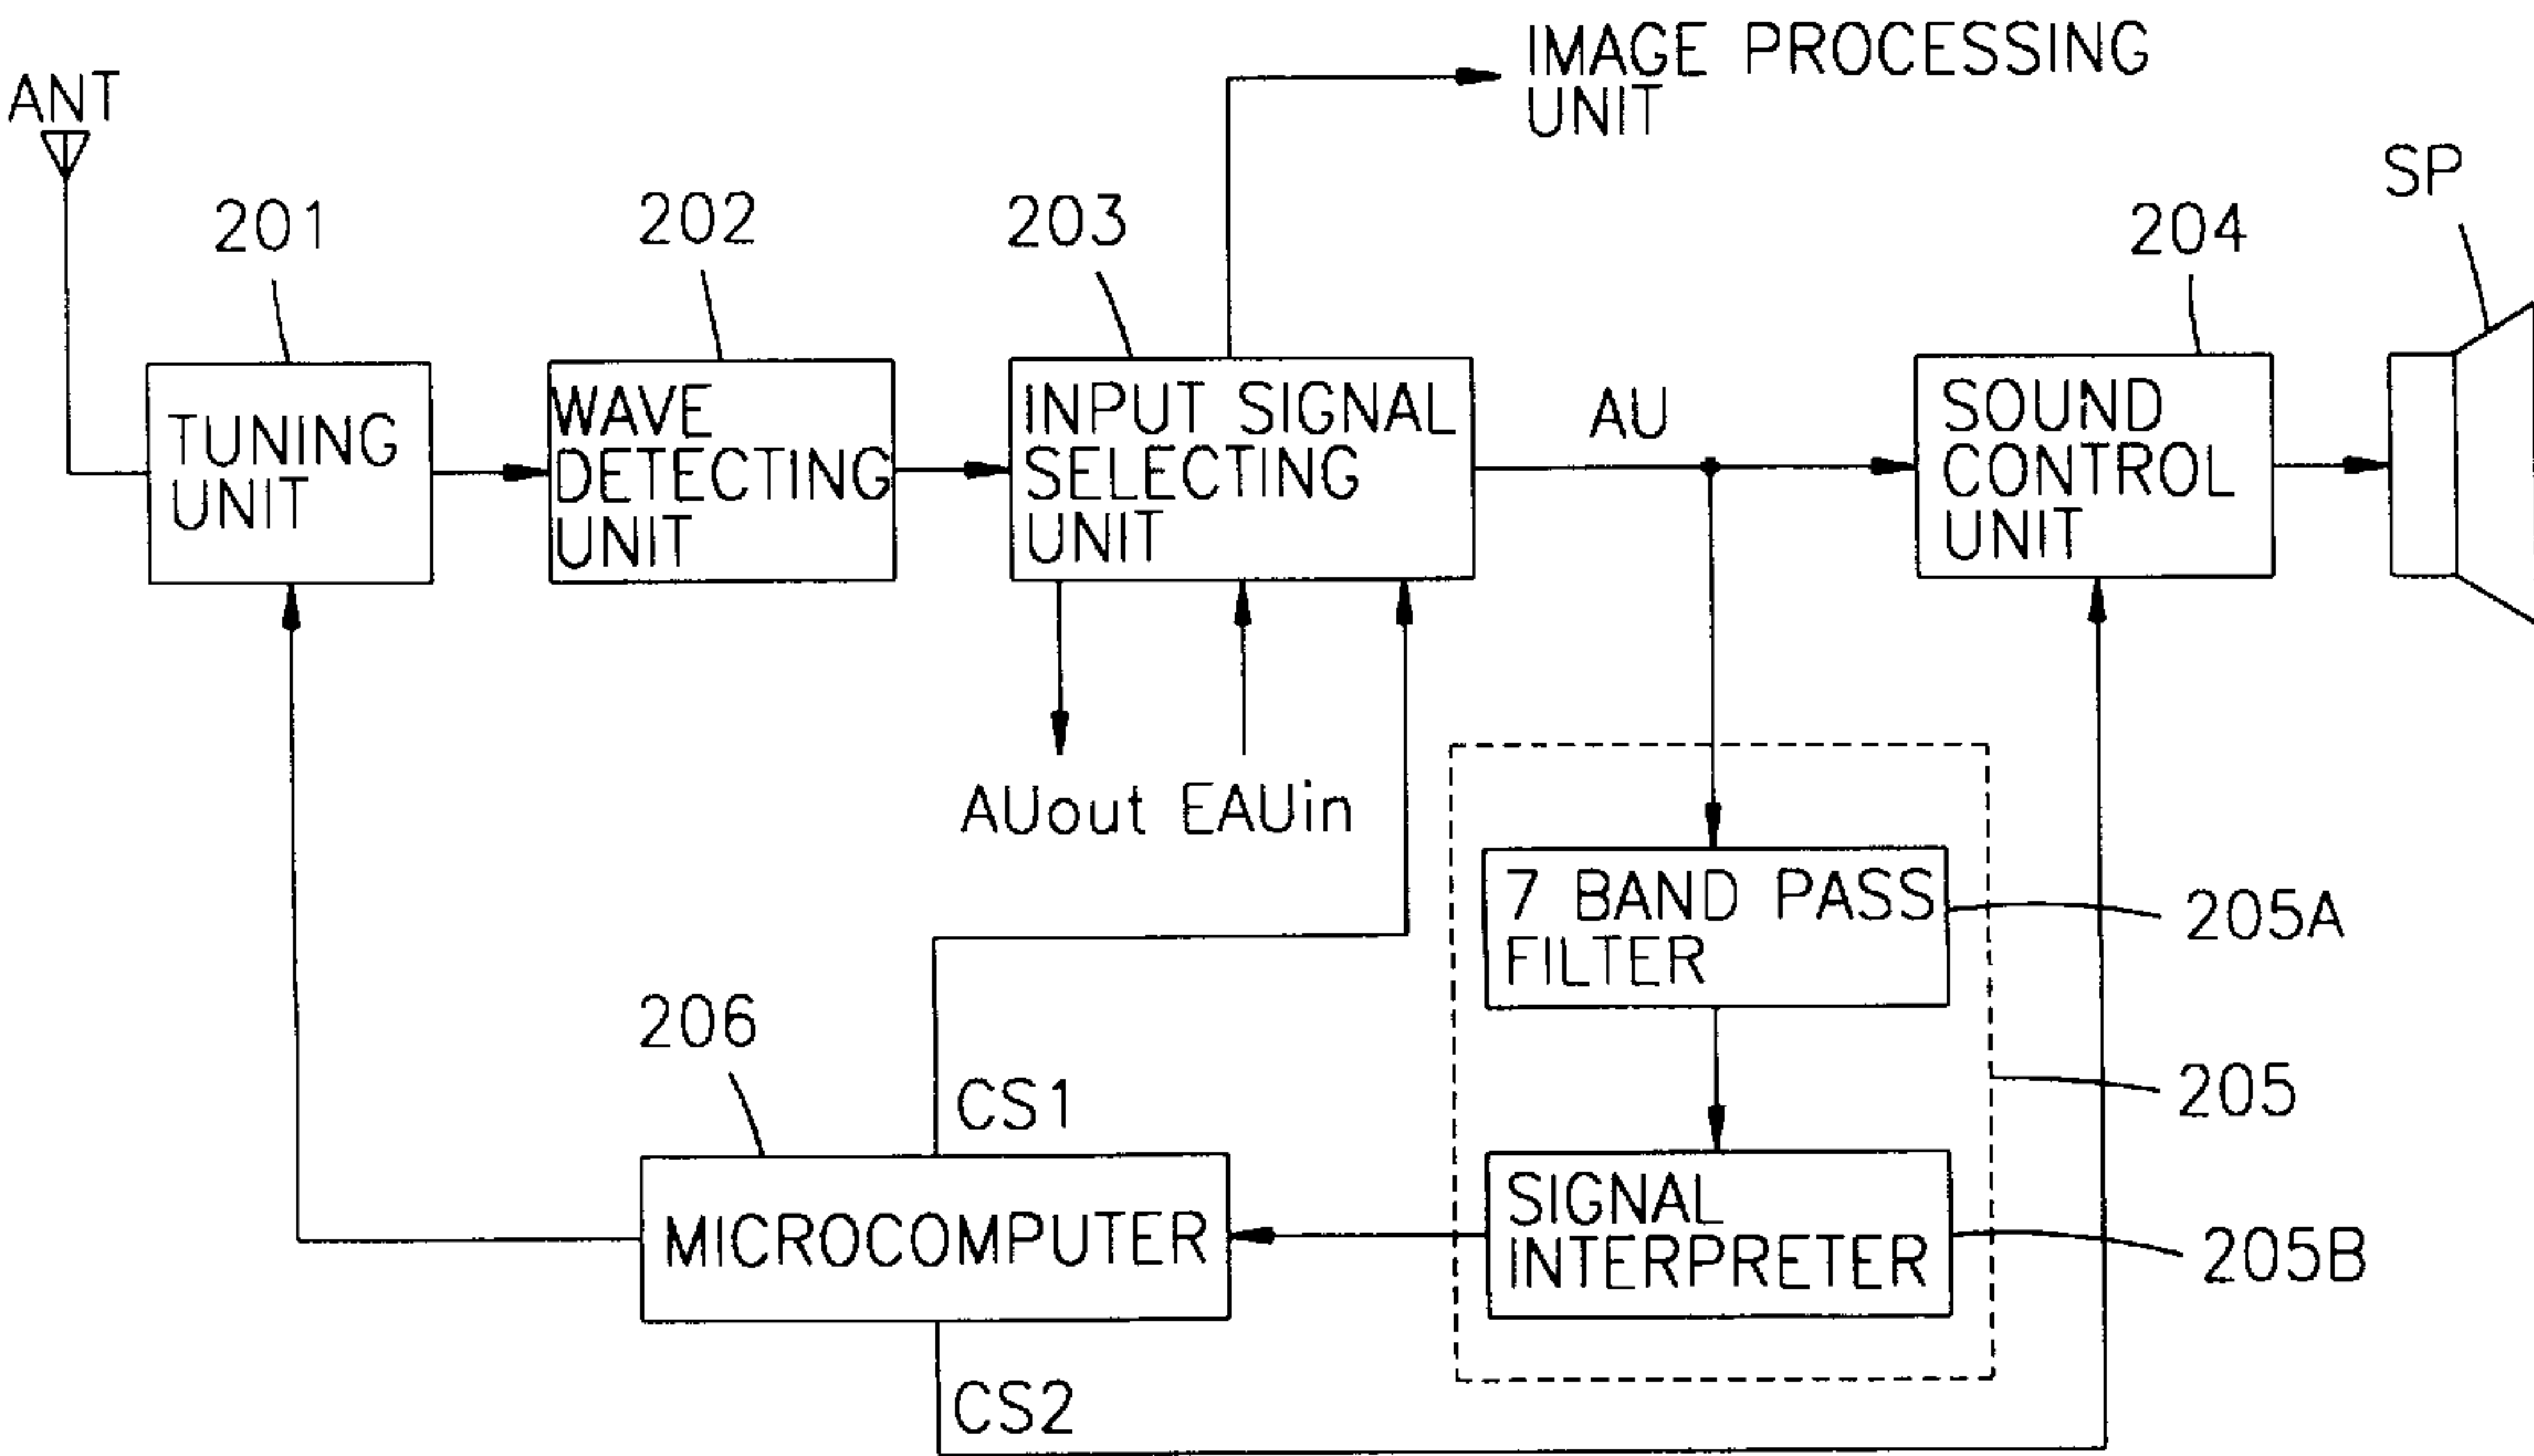 IMAGE PROCESSING
UNIT
ANT
SP
201
202
203
204
TUNING
UNIT
WAVE
DETECTING
UNIT
INPUT SIGNAL
SELECTING
UNIT
AU
SOUND
CONTROL
UNIT
AUout EAUin
7 BAND PASS
FILTER
205A
206
CS1
205
MICROCOMPUTER
SIGNAL
INTERPRETER
205B
CS2